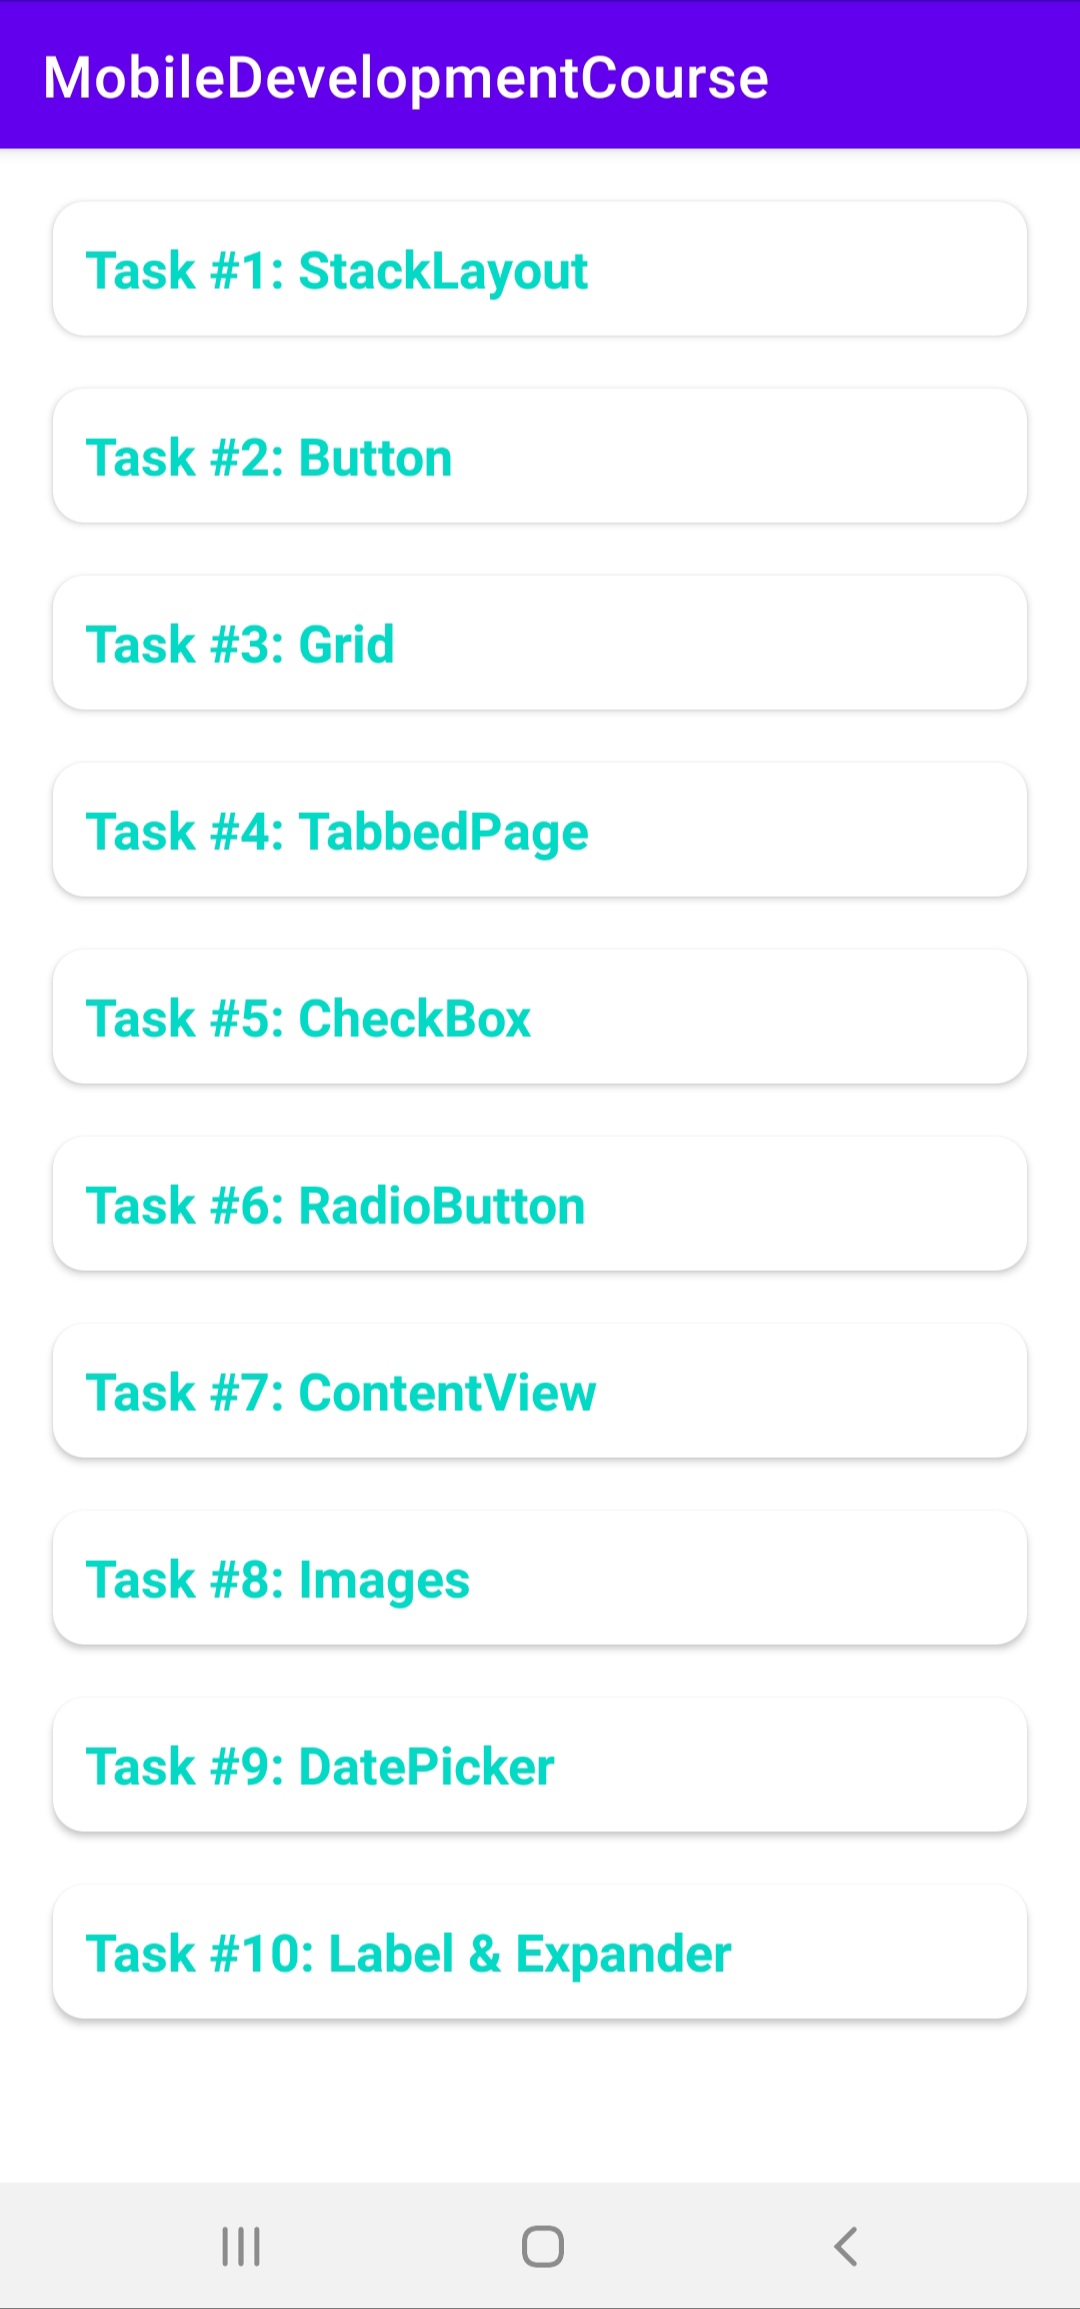 MobileDevelopmentCourse
Task #1: StackLayout
Task #2: Button
Task #3: Grid
Task #4: TabbedPage
Task #5: CheckBox
Task #6: RadioButton
Task #7: ContentView
Task #8: Images
Task #9: DatePicker
Task #10: Label & Expander